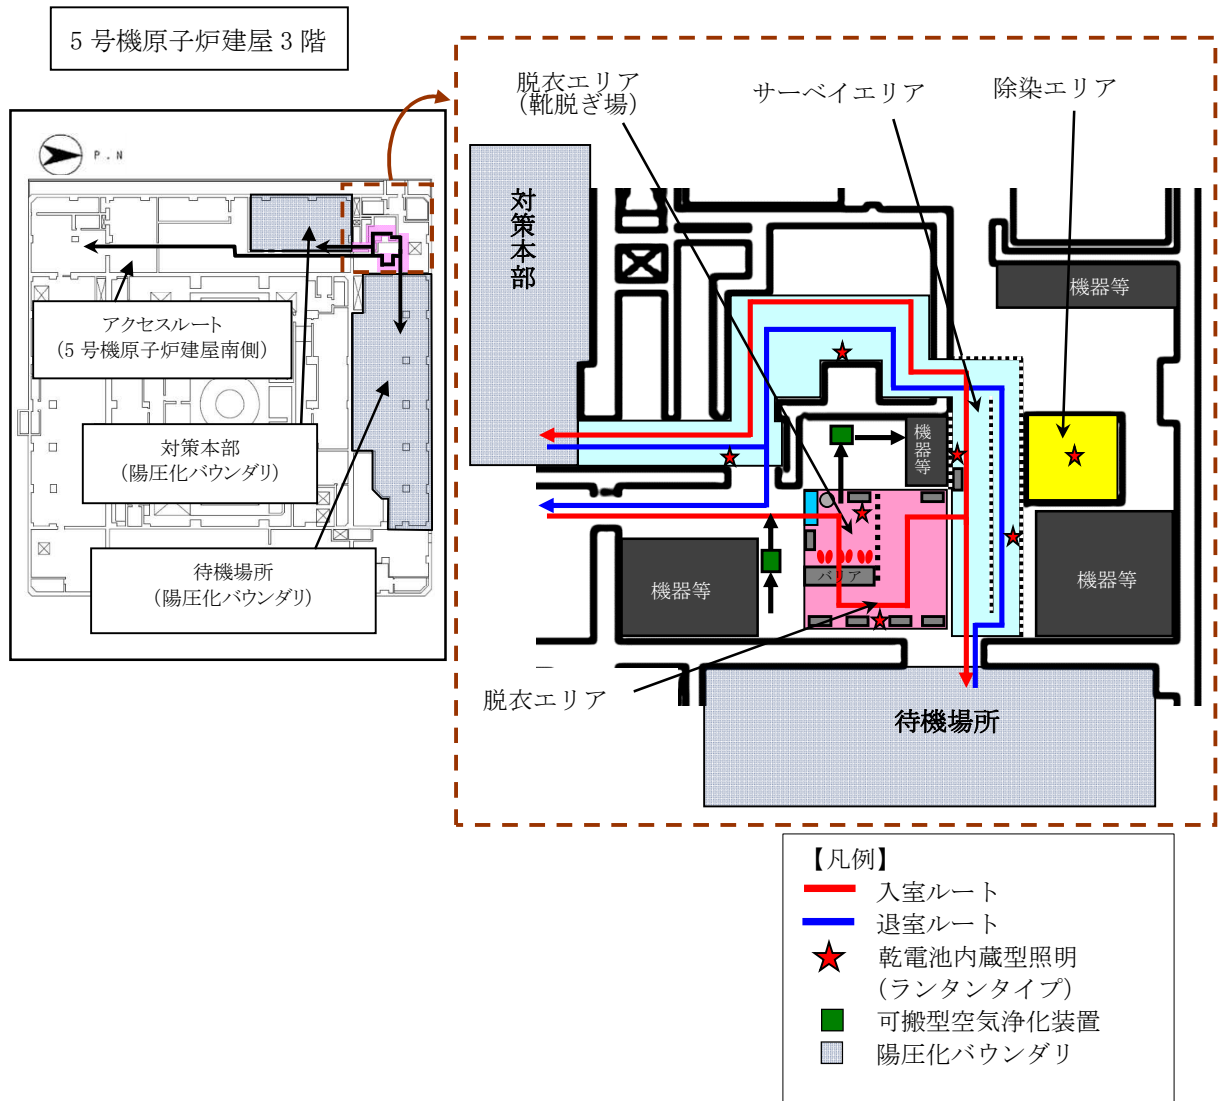 5 号機原子炉建屋 3 階
P.N
アクセスルート
(5 号機原子炉建屋南側)
対策本部
(陽圧化バウンダリ)
待機場所
(陽圧化バウンダリ)
脱衣エリア
(靴脱ぎ場)
サーベイエリア
除染エリア
対策本部
機器等
機器等
機器等
バリア
機器等
脱衣エリア
待機場所
【凡例】
入室ルート
退室ルート
乾電池内蔵型照明
(ランタンタイプ)
可搬型空気浄化装置
陽圧化バウンダリ